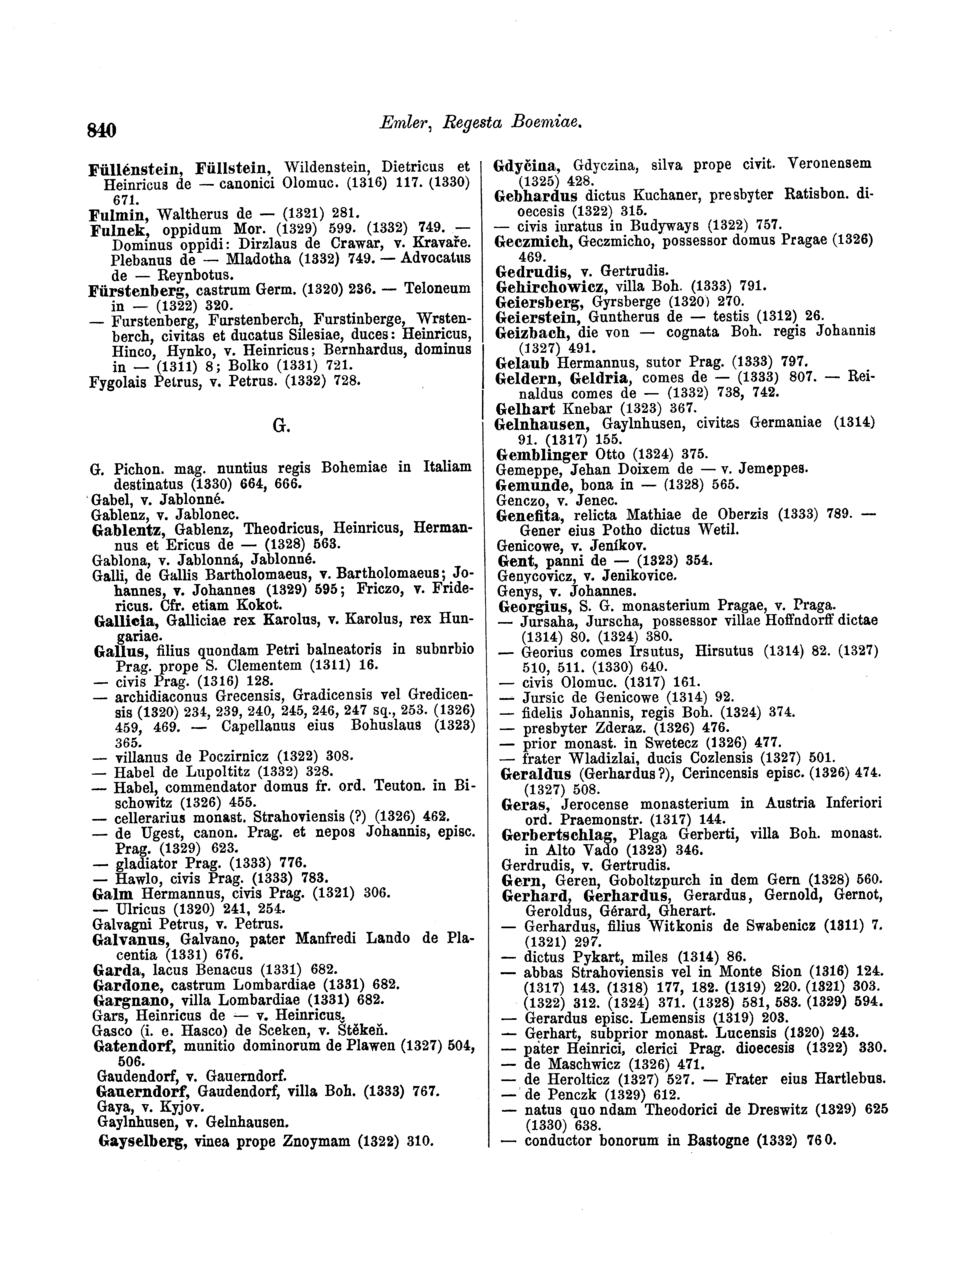 840
Emler, Regesta Boemiae.
Füllenstein, Füllstein, Wildenstein, Dietricus et
Heinricus de — canonici Olomuc. (1316) 117. (1330)
671.
Fulmin, Waltherus de — (1321) 281.
Fulnek, oppidum Mor. (1329) 599. (1332) 749. —
Dominus oppidi: Dirzlaus de Crawar, v. Kravaře.
Plebanus de — Mladotha (1332) 749. — Advocatus
de — Reynbotus.
Fürstenberg, castrum Germ. (1320) 236. — Teloneum
in — (1322) 320.
— Furstenberg, Furstenberch, Furstinberge, Wrsten-
berch, civitas et ducatus Silesiae, duces: Heinricus,
Hinco, Hynko, v. Heinricus; Bernhardus, dominus
in — (1311) 8; Bolko (1331) 721.
Fygolais Petrus, v. Petrus. (1332) 728.
G.
G. Pichon. mag. nuntius regis Bohemiae in Italiam
destinatus (1330) 664, 666.
Gabel, v. Jablonné.
Gablenz, v. Jablonec.
Gablentz, Gablenz, Theodricus, Heinricus, Herman-
nus et Ericus de — (1328) 563.
Gablona, v. Jablonná, Jablonné.
Galli, de Gallis Bartholomaeus, v. Bartholomaeus; Jo-
hannes, v. Johannes (1329) 595; Friczo, v. Fride-
ricus. Cfr. etiam Kokot.
Gallicia, Galliciae rex Karolus, v. Karolus, rex Hun-
gariae.
Gallus, filius quondam Petri balneatoris in suburbio
Prag. prope S. Clementem (1311) 16.
— civis Prag. (1316) 128.
— archidiaconus Grecensis, Gradicensis vel Gredicen-
sis (1320) 234, 239, 240, 245, 246, 247 sq., 253. (1326)
459, 469. — Capellanus eius Bohuslaus (1323)
365.
— villanus de Poczirnicz (1322) 308.
— Habel de Lupoltitz (1332) 328.
— Habel, commendator domus fr. ord. Teuton. in Bi-
schowitz (1326) 455.
— cellerarius monast. Strahoviensis (?) (1326) 462.
— de Ugest, canon. Prag. et nepos Johannis, episc.
Prag. (1329) 623.
— gladiator Prag. (1333) 776.
— Hawlo, civis Prag. (1333) 783.
Galm Hermannus, civis Prag. (1321) 306.
— Ulricus (1320) 241, 254.
Galvagni Petrus, v. Petrus.
Galvanus, Galvano, pater Manfredi Lando de Pla-
centia (1331) 676.
Garda, lacus Benacus (1331) 682.
Gardone, castrum Lombardiae (1331) 682.
Gargnano, villa Lombardiae (1331) 682.
Gars, Heinricus de — v. Heinricus.
Gasco (i. e. Hasco) de Sceken, v. Štěkeň.
Gatendorf, munitio dominorum de Plawen (1327) 504,
506.
Gaudendorf, v. Gauerndorf.
Gauerndorf, Gaudendorf, villa Boh. (1333) 767.
Gaya, v. Kyjov.
Gaylnhusen, v. Gelnhausen.
Gayselberg, vinea prope Znoymam (1322) 310.
Gdyčina, Gdyczina, silva prope civit. Veronensem
(1325) 428.
Gebhardus dictus Kuchaner, presbyter Ratisbon. di-
oecesis (1322) 315.
— civis iuratus in Budyways (1322) 757.
Geczmich, Geczmicho, possessor domus Pragae (1326)
469.
Gedrudis, v. Gertrudis.
Gehirchowicz, villa Boh. (1333) 791.
Geiersberg, Gyrsberge (1320) 270.
Geierstein, Guntherus de — testis (1312) 26.
Geizbach, die von — cognata Boh. regis Johannis
(1327) 491.
Gelaub Hermannus, sutor Prag. (1333) 797.
Geldern, Geldria, comes de — (1333) 807. — Rei-
naldus comes de — (1332) 738, 742.
Gelhart Knebar (1323) 367.
Gelnhausen, Gaylnhusen, civitas Germaniae (1314)
91. (1317) 155.
Gemblinger Otto (1324) 375.
Gemeppe, Jehan Doixem de — v. Jemeppes.
Gemunde, bona in — (1328) 565.
Genczo, v. Jenec.
Genefita, relicta Mathiae de Oberzis (1333) 789. —
Gener eius Potho dictus Wetil.
Genicowe, v. Jeníkov.
Gent, panni de — (1323) 354.
Genycovicz, v. Jenikovice.
Genys, v. Johannes.
Georgius, S. G. monasterium Pragae, v. Praga.
— Jursaha, Jurscha, possessor villae Hoffndorff dictae
(1314) 80. (1324) 380.
— Georius comes Irsutus, Hirsutus (1314) 82. (1327)
510, 511. (1330) 640.
— civis Olomuc. (1317) 161.
— Jursic de Genicowe (1314) 92.
— fidelis Johannis, regis Boh. (1324) 374.
— presbyter Zderaz. (1326) 476.
— prior monast. in Swetecz (1326) 477.
— frater Wladizlai, ducis Cozlensis (1327) 501.
Geraldus (Gerhardus?), Cerincensis episc. (1326) 474.
(1327) 508.
Geras, Jerocense monasterium in Austria Inferiori
ord. Praemonstr. (1317) 144.
Gerbertschlag, Plaga Gerberti, villa Boh. monast.
in Alto Vado (1323) 346.
Gerdrudis, v. Gertrudis.
Gern, Geren, Goboltzpurch in dem Gern (1328) 560.
Gerhard, Gerhardus, Gerardus, Gernold, Gernot,
Geroldus, Gérard, Gherart.
— Gerhardus, filius Witkonis de Swabenicz (1311) 7.
(1321) 297.
— dictus Pykart, miles (1314) 86.
— abbas Strahoviensis vel in Monte Sion (1316) 124.
(1317) 143. (1318) 177, 182. (1319) 220. (1321) 303.
(1322) 312. (1324) 371. (1328) 581, 583. (1329) 594.
— Gerardus episc. Lemensis (1319) 203.
— Gerhart, subprior monast. Lucensis (1320) 243.
— pater Heinrici, clerici Prag. dioecesis (1322) 330.
— de Maschwicz (1326) 471.
— de Herolticz (1327) 527. — Frater eius Hartlebus.
— de Penczk (1329) 612.
— natus quondam Theodorici de Dreswitz (1329) 625
(1330) 638.
— conductor bonorum in Bastogne (1332) 760.